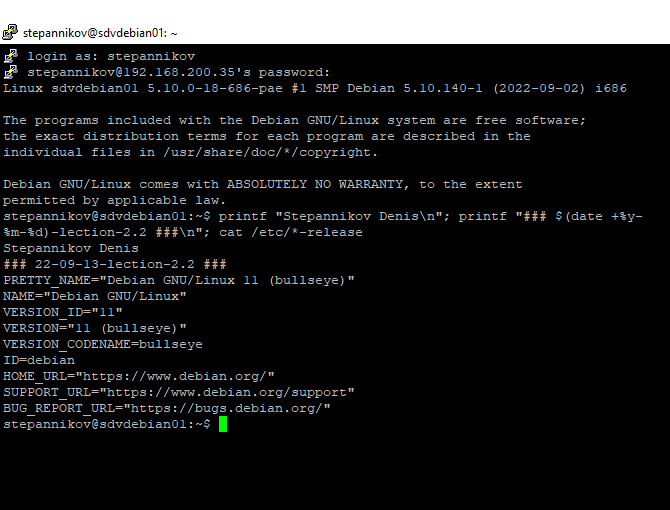 stepannikov@sdvdebian01: ~
login as: stepannikov
stepannikov@192.168.200.35's password:
Linux sdvdebian01 5.10.0-18-686-pae #1 SMP Debian 5.10.140-1 (2022-09-02) i686
The programs included with the Debian GNU/Linux system are free software;
the exact distribution terms for each program are described in the
individual files in /usr/share/doc/*/copyright.
Debian GNU/Linux comes with ABSOLUTELY NO WARRANTY, to the extent
permitted by applicable law.
stepannikov@sdvdebian01:~$ printf "Stepannikov Denis\n"; printf "### $(date +%y-
%m-%d)-lection-2.2 ###\n"; cat /etc/*-release
Stepannikov Denis
### 22-09-13-lection-2.2 ###
PRETTY_NAME="Debian GNU/Linux 11 (bullseye)"
NAME="Debian GNU/Linux"
VERSION_ID="11"
VERSION="11 (bullseye)"
VERSION_CODENAME=bullseye
ID=debian
HOME_URL="https://www.debian.org/"
SUPPORT_URL="https://www.debian.org/support"
BUG_REPORT_URL="https://bugs.debian.org/"
stepannikov@sdvdebian01:~$